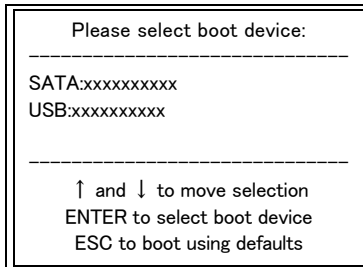 Please select boot device:
------------------------------
SATA:xxxxxxxxxx
USB:xxxxxxxxxx
------------------------------
↑ and ↓ to move selection
ENTER to select boot device
ESC to boot using defaults